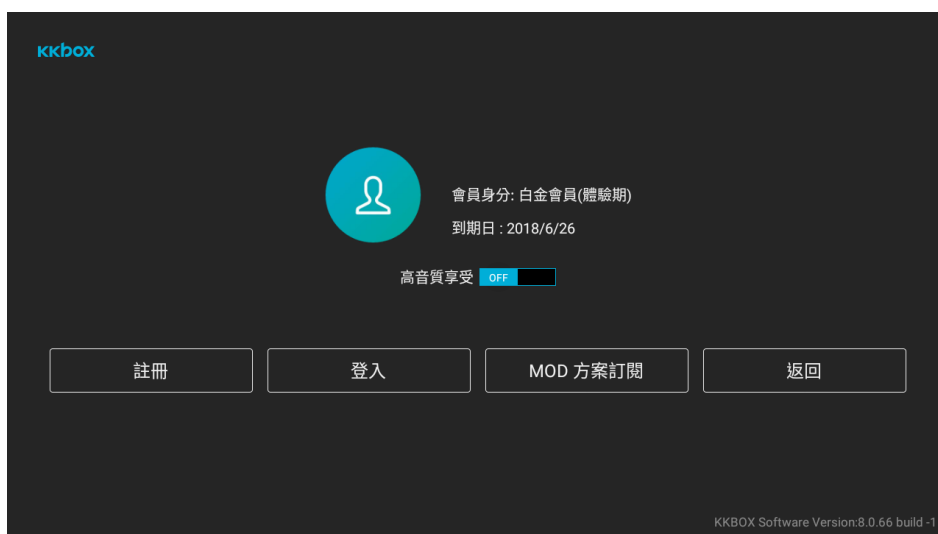 KKBOX
會員身分: 白金會員(體驗期)
到期日 : 2018/6/26
高音質享受 OFF
註冊 登入 MOD 方案訂閱 返回
KKBOX Software Version:8.0.66 build -1